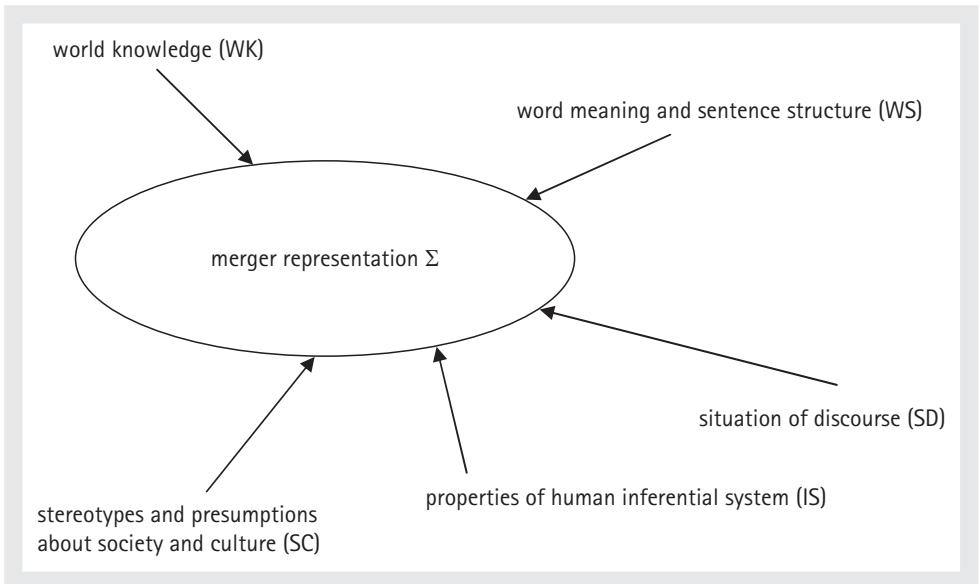 world knowledge (WK)
word meaning and sentence structure (WS)
merger representation Σ
situation of discourse (SD)
properties of human inferential system (IS)
stereotypes and presumptions
about society and culture (SC)